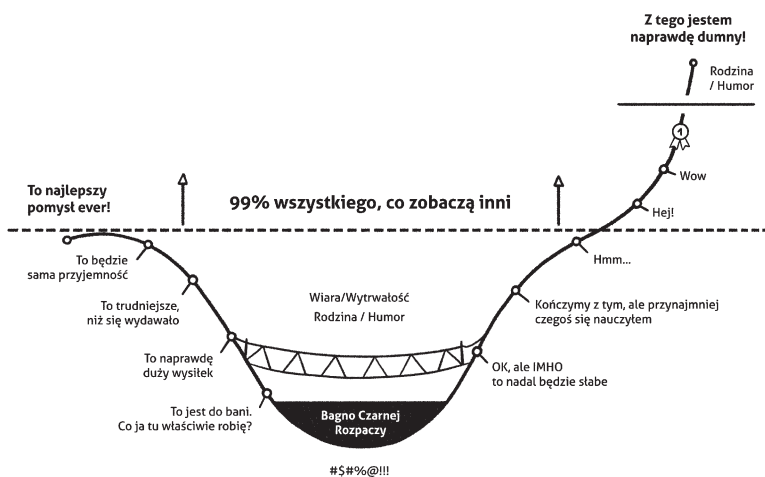 Z tego jestem
naprawdę dumny!
Rodzina
/ Humor
1
Wow
Hej!
To najlepszy
pomysł ever!
99% wszystkiego, co zobaczą inni
To będzie
sama przyjemność
Hmm...
To trudniejsze,
niż się wydawało
Wiara/Wytrwałość
Rodzina / Humor
Kończymy z tym, ale przynajmniej
czegoś się nauczyłem
To naprawdę
duży wysiłek
OK, ale IMHO
to nadal będzie słabe
To jest do bani.
Co ja tu właściwie robię?
Bagno Czarnej
Rozpaczy
#$#%@!!!